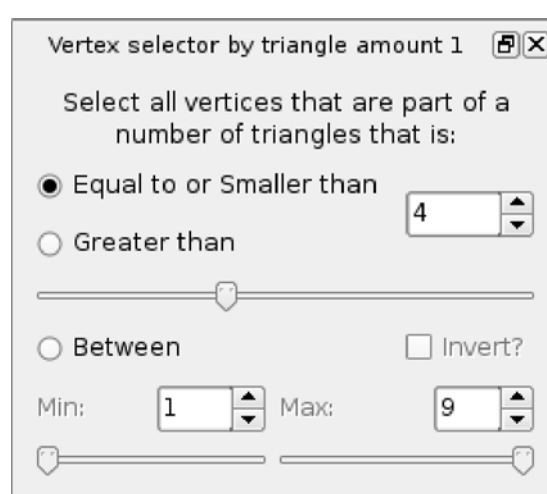 Vertex selector by triangle amount 1
Select all vertices that are part of a
number of triangles that is:
Equal to or Smaller than
4
Greater than
Between
Invert?
Min: 1 Max: 9